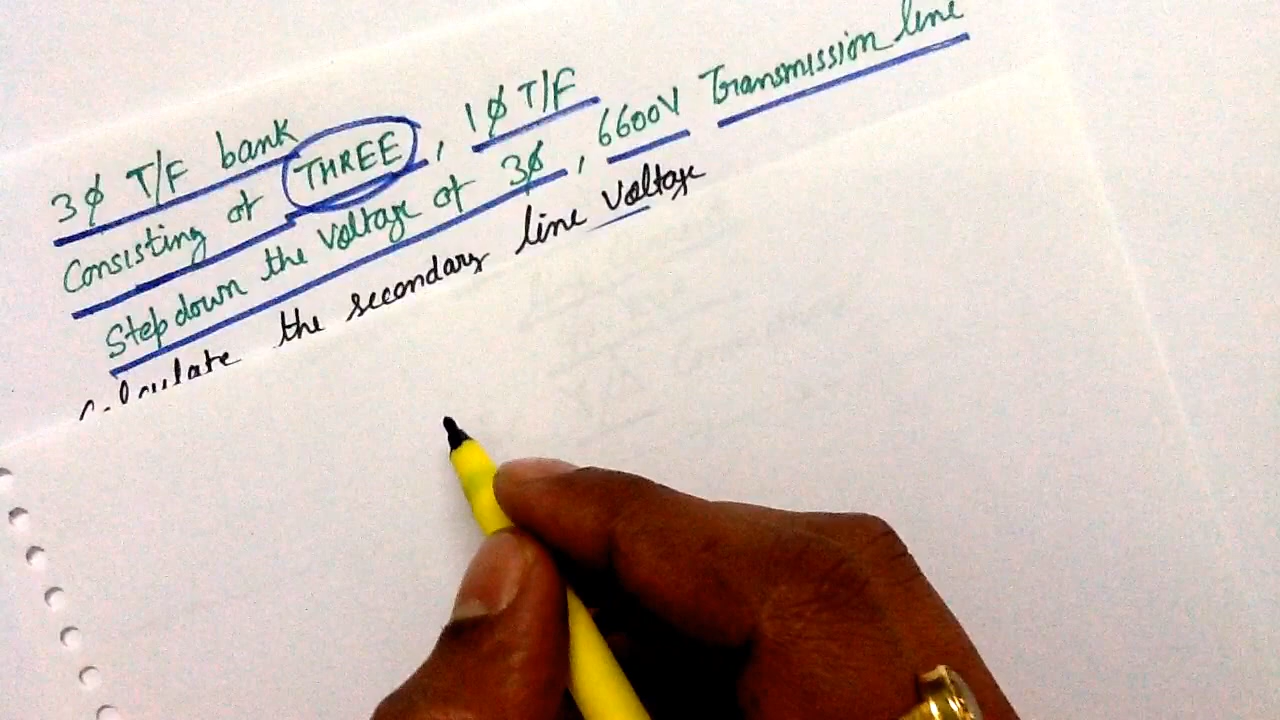 3ϕ T/F bank
Consisting of THREE, 1ϕ T/F
Step down the voltage of 3ϕ, 6600V Transmission line
Calculate the secondary line voltage